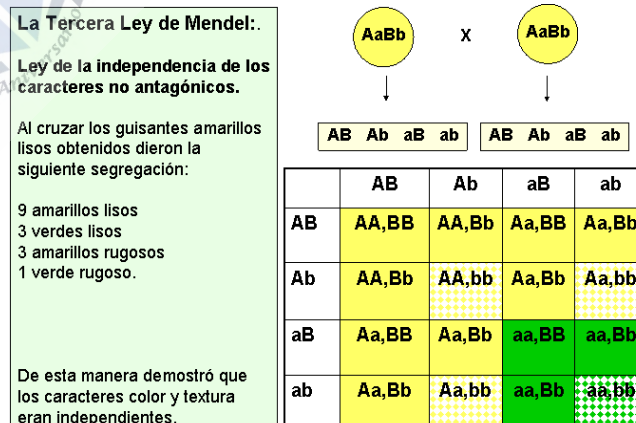 La Tercera Ley de Mendel:.
Ley de la independencia de los
caracteres no antagónicos.
Al cruzar los guisantes amarillos
lisos obtenidos dieron la
siguiente segregación:
9 amarillos lisos
3 verdes lisos
3 amarillos rugosos
1 verde rugoso.
De esta manera demostró que
los caracteres color y textura
eran independientes.
AaBb X AaBb
AB Ab aB ab AB Ab aB ab
AB Ab aB ab
AB AA,BB AA,Bb Aa,BB Aa,Bb
Ab AA,Bb AA,bb Aa,Bb Aa,bb
aB Aa,BB Aa,Bb aa,BB aa,Bb
ab Aa,Bb Aa,bb aa,Bb aa,bb
Aniversario